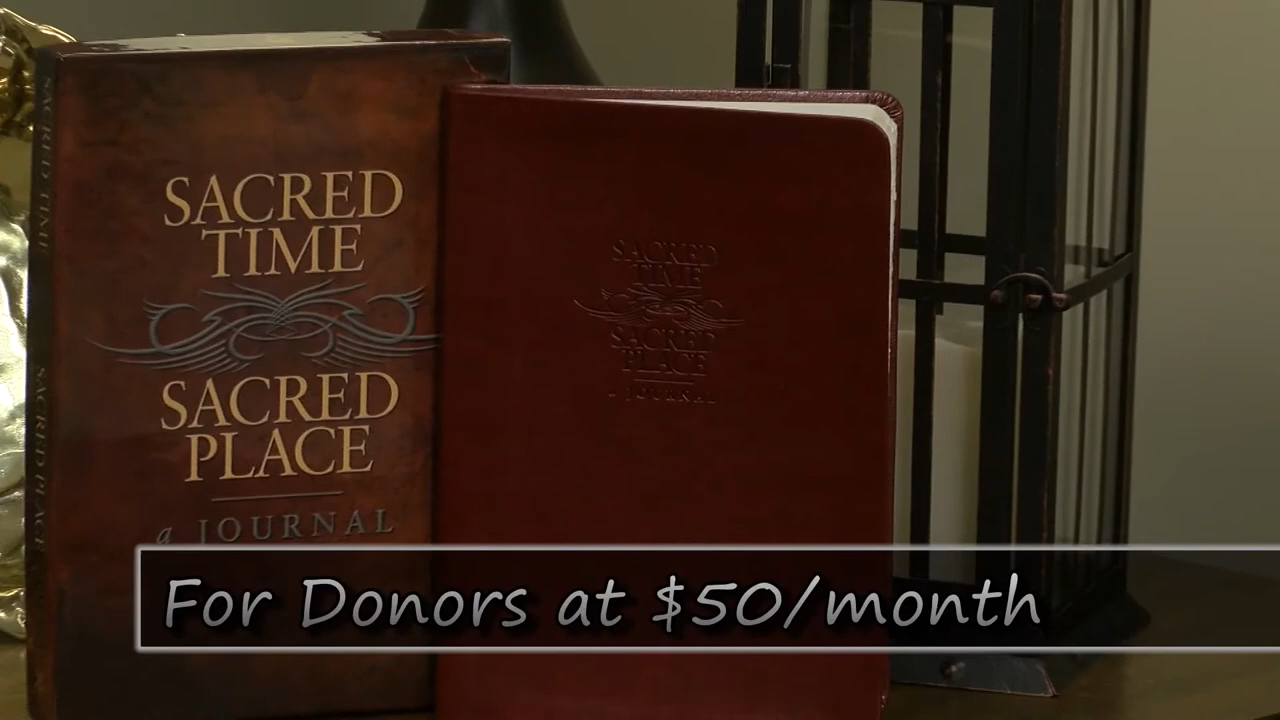 SACRED TIME
SACRED PLACE
SACRED
TIME
SACRED
PLACE
a JOURNAL
SACRED
TIME
SACRED
PLACE
a JOURNAL
For Donors at $50/month